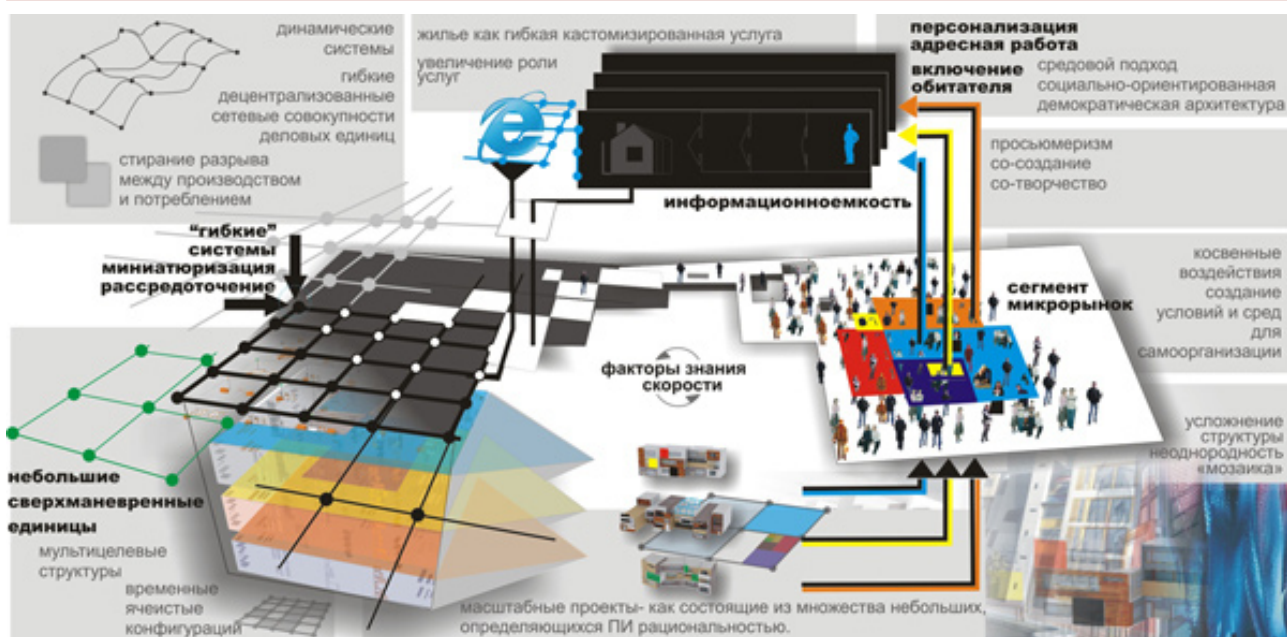 динамические
системы
гибкие
децентрализованные
сетевые совокупности
деловых единиц
стирание разрыва
между производством
и потреблением
жилье как гибкая кастомизированная услуга
увеличение роли
услуг
персонализация
адресная работа
включение
обитателя
средовой подход
социально-ориентированная
демократическая архитектура
просьюмеризм
со-создание
со-творчество
информационноемкость
"гибкие"
системы
миниатюризация
рассредоточение
сегмент
микрорынок
косвенные
воздействия
создание
условий и сред
для
самоорганизации
факторы знания
скорости
усложнение
структуры
неоднородность
«мозаика»
небольшие
сверхманевренные
единицы
мультицелевые
структуры
временные
ячеистые
конфигураций
масштабные проекты- как состоящие из множества небольших,
определяющихся ПИ рациональностью.